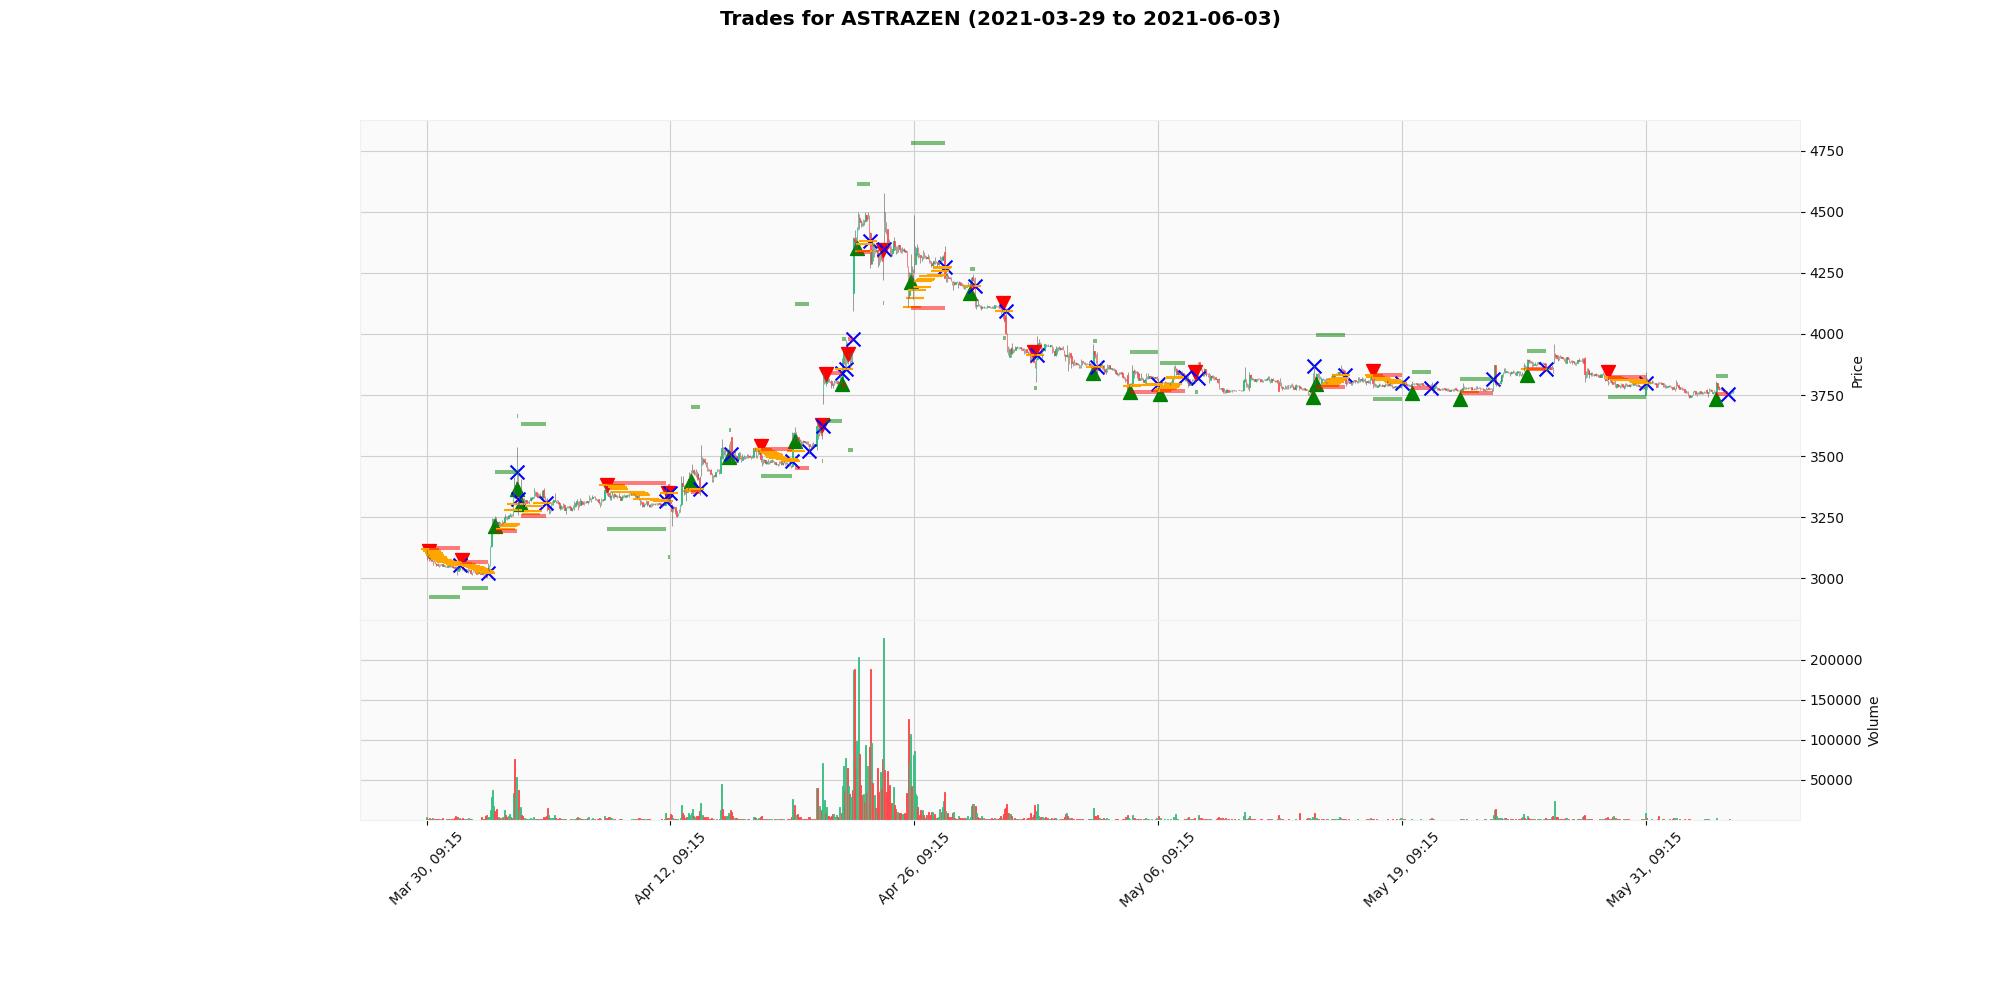 Trades for ASTRAZEN (2021-03-29 to 2021-06-03)
4750
4500
4250
4000
3750
3500
3250
3000
Price
200000
150000
100000
50000
Volume
Mar 30, 09:15
Apr 12, 09:15
Apr 26, 09:15
May 06, 09:15
May 19, 09:15
May 31, 09:15